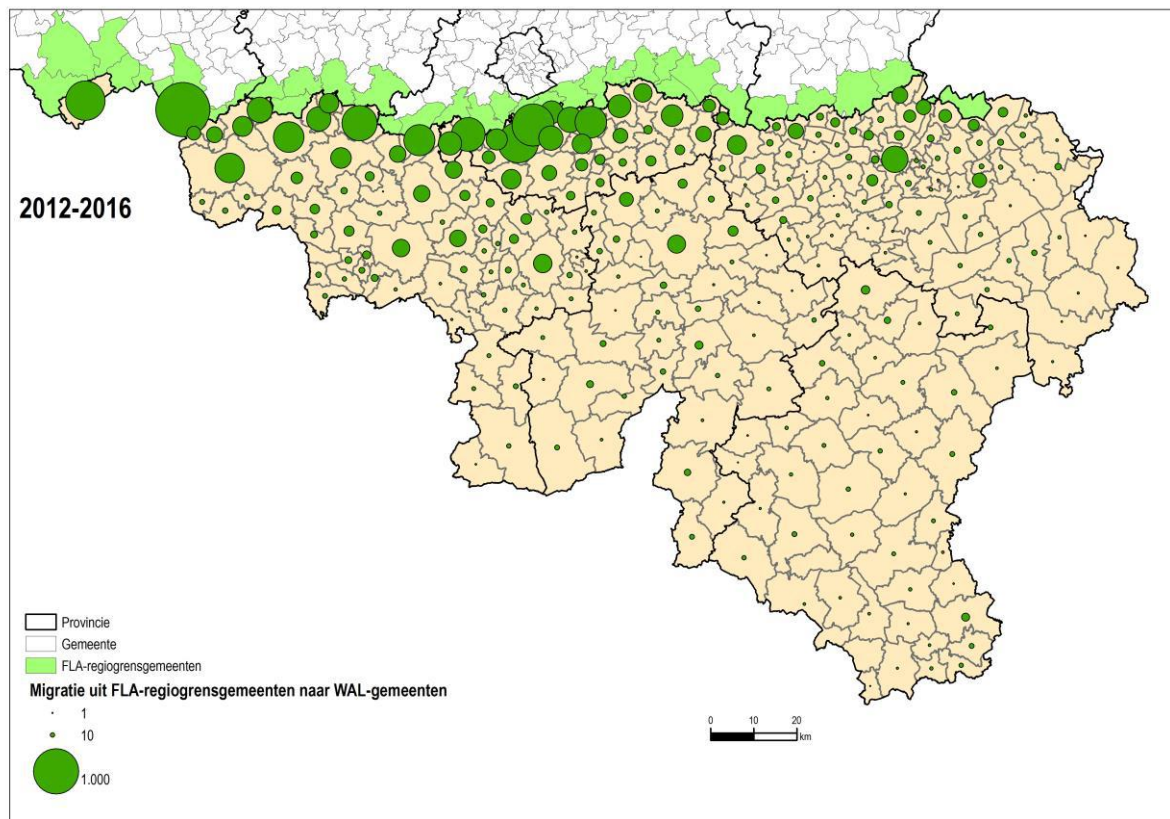 2012-2016
Provincie
Gemeente
FLA-regiogrensgemeenten
Migratie uit FLA-regiogrensgemeenten naar WAL-gemeenten
1
10
1.000
0 10 20
km